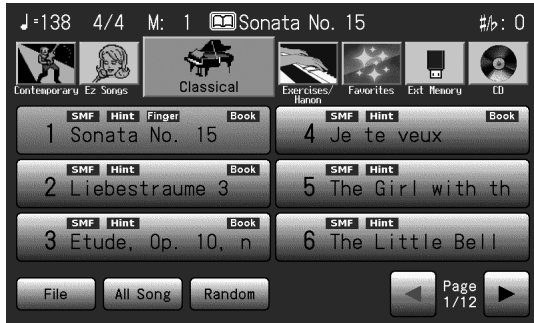 ♩=138 4/4 M: 1 Sonata No. 15 #/♭: 0
Contemporary Ez Songs Classical Exercises/ Favorites Ext Memory CD
Hanon
SMF Hint Finger Book
1 Sonata No. 15
SMF Hint Book
4 Je te veux
SMF Hint Book
2 Liebestraume 3
SMF Hint
5 The Girl with th
SMF Hint Book
3 Etude, Op. 10, n
SMF Hint
6 The Little Bell
File All Song Random Page
1/12